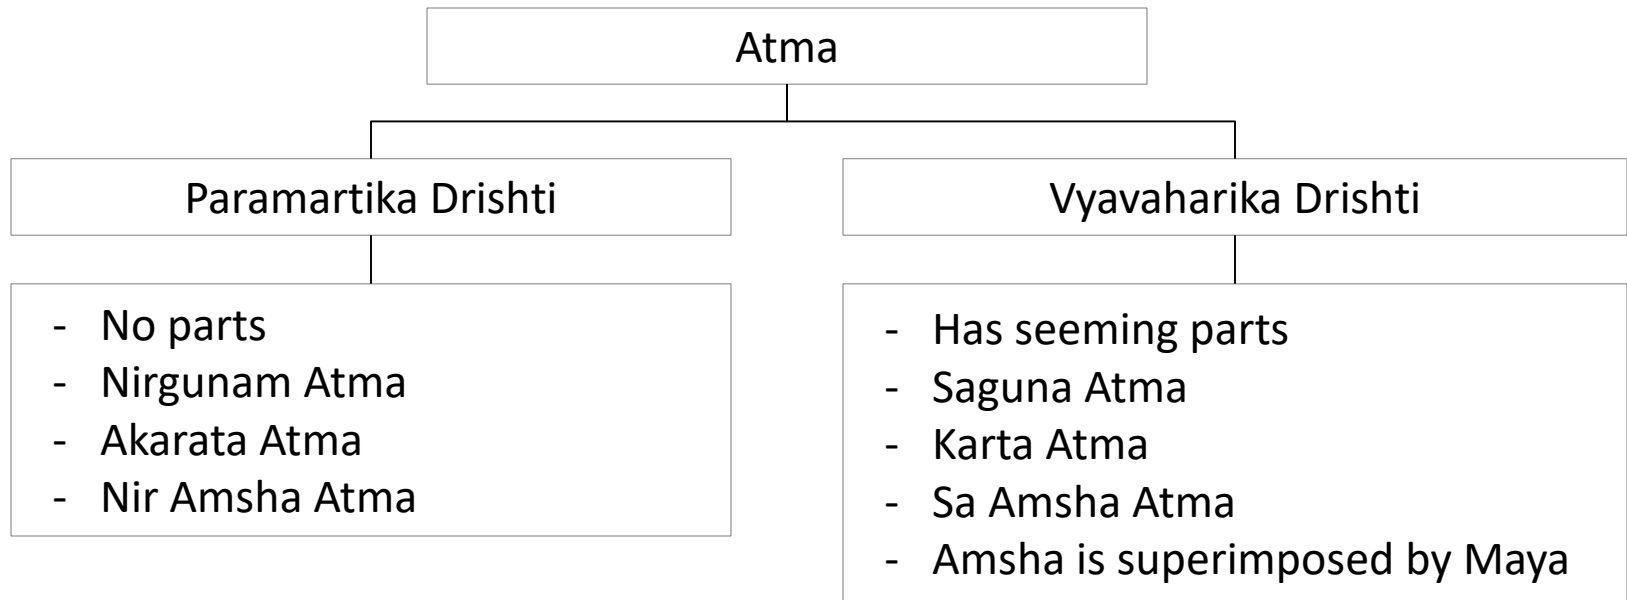 Atma
Paramartika Drishti
- No parts
- Nirgunam Atma
- Akarata Atma
- Nir Amsha Atma
Vyavaharika Drishti
- Has seeming parts
- Saguna Atma
- Karta Atma
- Sa Amsha Atma
- Amsha is superimposed by Maya